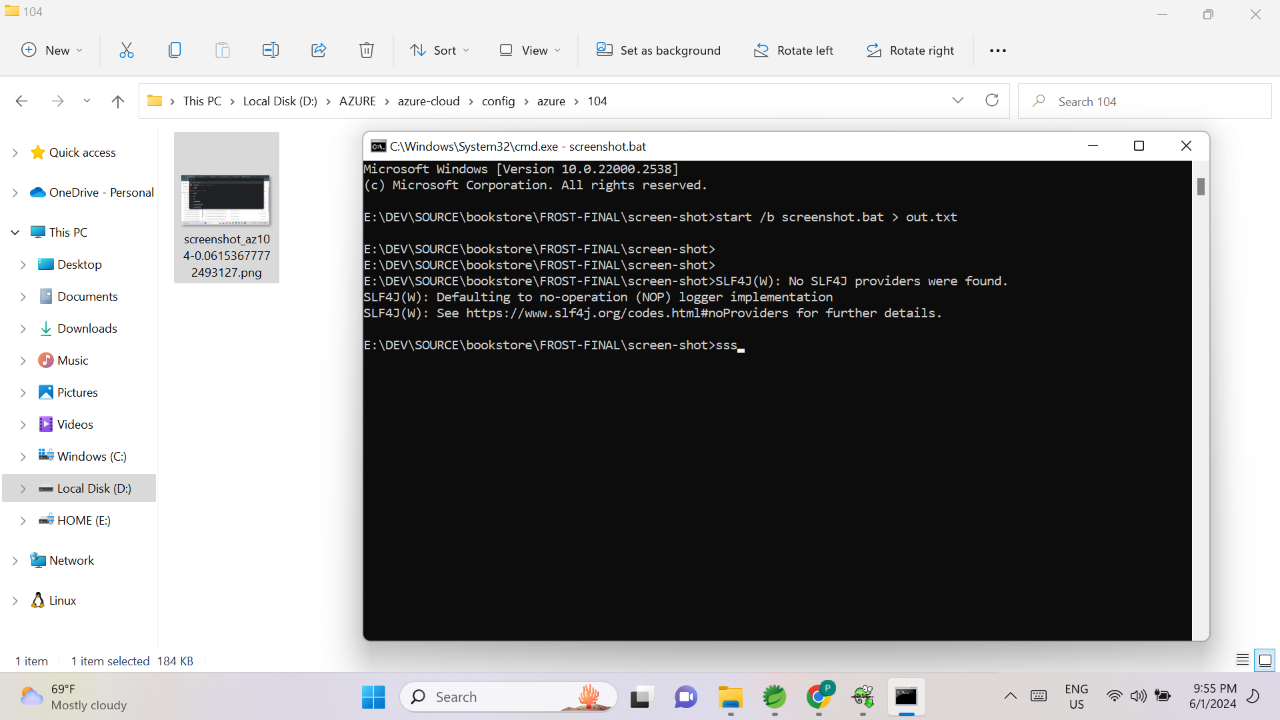 104
New
Sort
View
Set as background
Rotate left
Rotate right
This PC
Local Disk (D:)
AZURE
azure-cloud
config
azure
104
Search 104
Quick access
OneDrive - Personal
This PC
Desktop
Documents
Downloads
Music
Pictures
Videos
Windows (C:)
Local Disk (D:)
HOME (E:)
Network
Linux
screenshot_az10
4-0.0615367777
2493127.png
C:\Windows\System32\cmd.exe - screenshot.bat
Microsoft Windows [Version 10.0.22000.2538]
(c) Microsoft Corporation. All rights reserved.
E:\DEV\SOURCE\bookstore\FROST-FINAL\screen-shot>start /b screenshot.bat > out.txt
E:\DEV\SOURCE\bookstore\FROST-FINAL\screen-shot>
E:\DEV\SOURCE\bookstore\FROST-FINAL\screen-shot>
E:\DEV\SOURCE\bookstore\FROST-FINAL\screen-shot>SLF4J(W): No SLF4J providers were found.
SLF4J(W): Defaulting to no-operation (NOP) logger implementation
SLF4J(W): See https://www.slf4j.org/codes.html#noProviders for further details.
E:\DEV\SOURCE\bookstore\FROST-FINAL\screen-shot>sss_
1 item
1 item selected 184 KB
69°F
Mostly cloudy
Search
P
ENG
US
9:55 PM
6/1/2024